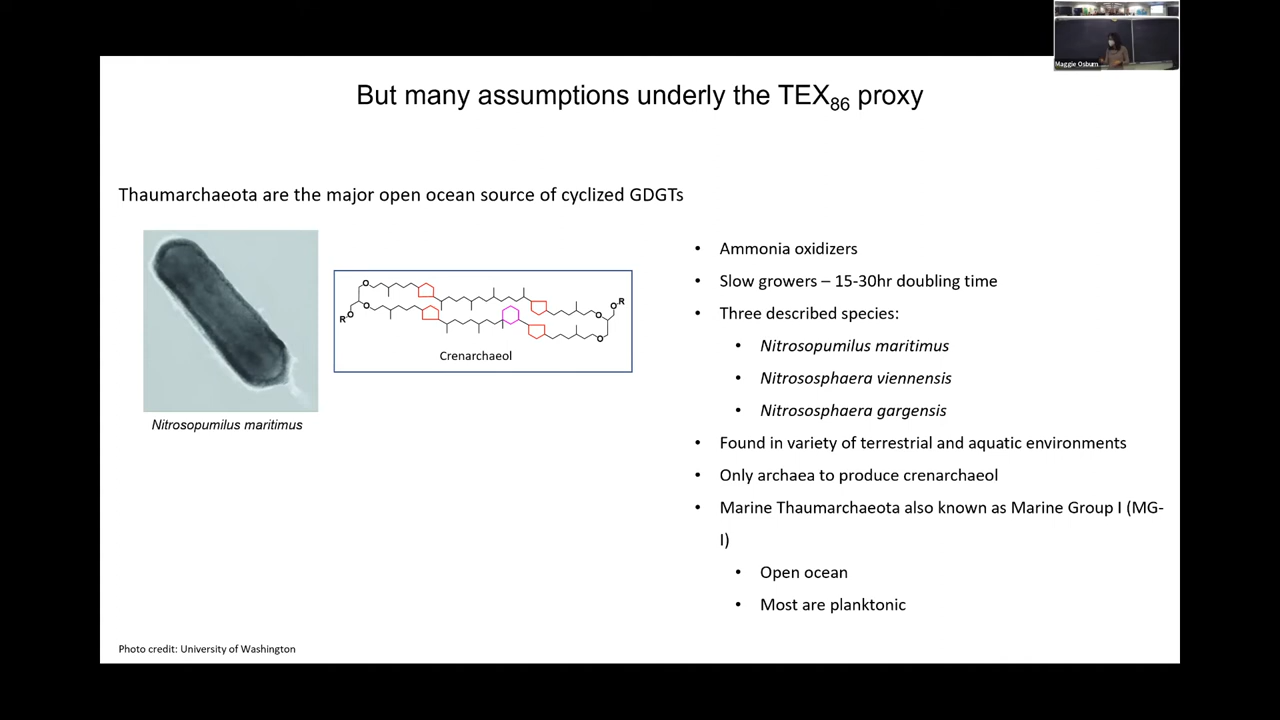 Maggie Osburn
But many assumptions underly the TEX86 proxy
Thaumarchaeota are the major open ocean source of cyclized GDGTs
O
O
O
R
R
O
O
O
Crenarchaeol
Nitrosopumilus maritimus
• Ammonia oxidizers
• Slow growers – 15-30hr doubling time
• Three described species:
• Nitrosopumilus maritimus
• Nitrososphaera viennensis
• Nitrososphaera gargensis
• Found in variety of terrestrial and aquatic environments
• Only archaea to produce crenarchaeol
• Marine Thaumarchaeota also known as Marine Group I (MG-
I)
• Open ocean
• Most are planktonic
Photo credit: University of Washington